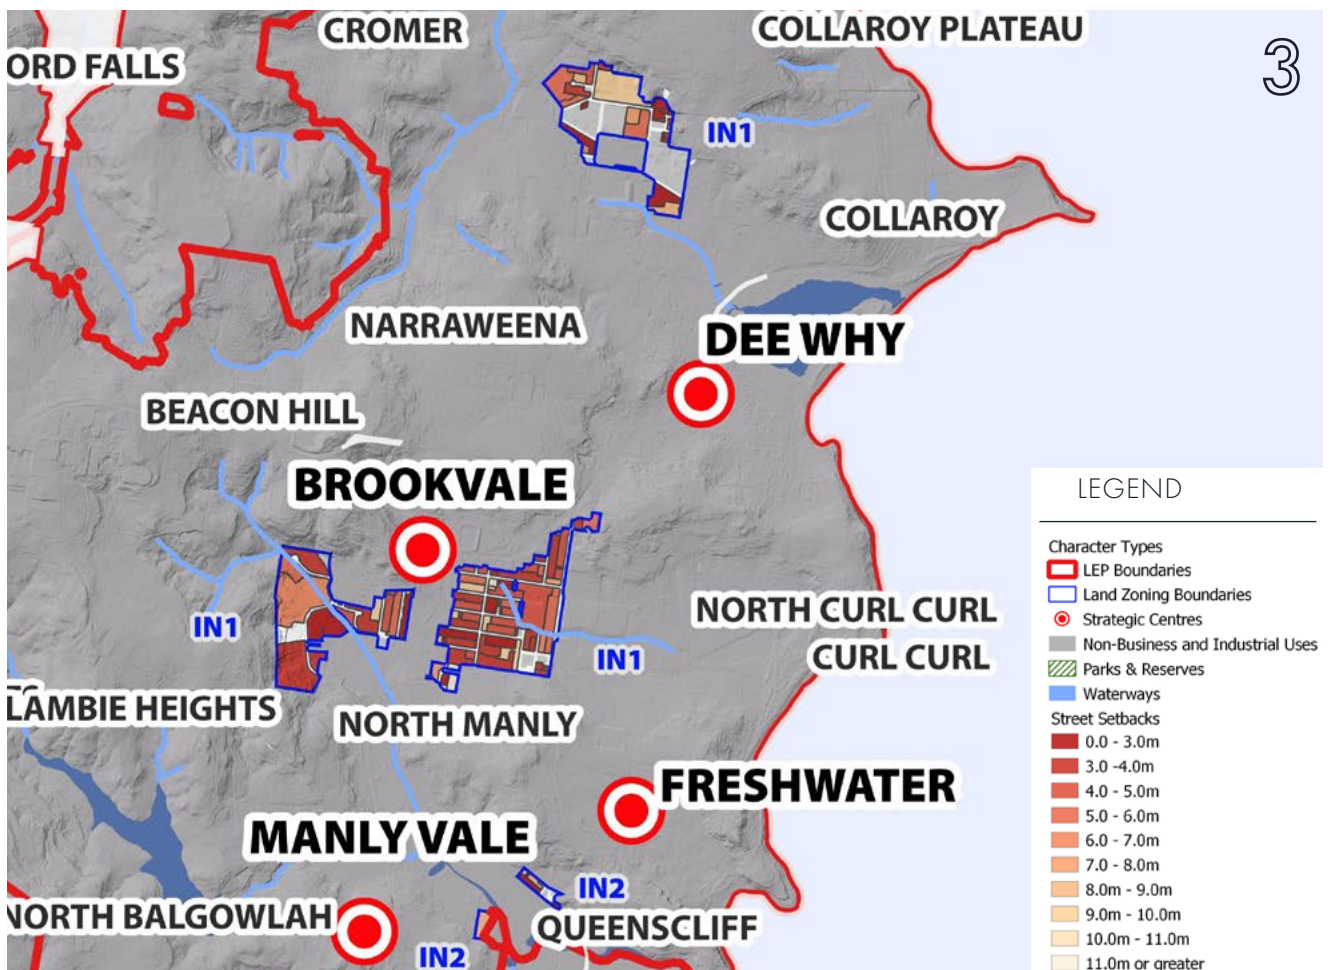 CROMER
COLLAROY PLATEAU
3
ORD FALLS
IN1
COLLAROY
NARRAWEENA
DEE WHY
BEACON HILL
BROOKVALE
NORTH CURL CURL
IN1
IN1
CURL CURL
LAMBIE HEIGHTS
NORTH MANLY
FRESHWATER
MANLY VALE
IN2
NORTH BALGOWLAH
QUEENSCLIFF
IN2
LEGEND
Character Types
LEP Boundaries
Land Zoning Boundaries
Strategic Centres
Non-Business and Industrial Uses
Parks & Reserves
Waterways
Street Setbacks
0.0 - 3.0m
3.0 -4.0m
4.0 - 5.0m
5.0 - 6.0m
6.0 - 7.0m
7.0 - 8.0m
8.0m - 9.0m
9.0m - 10.0m
10.0m - 11.0m
11.0m or greater